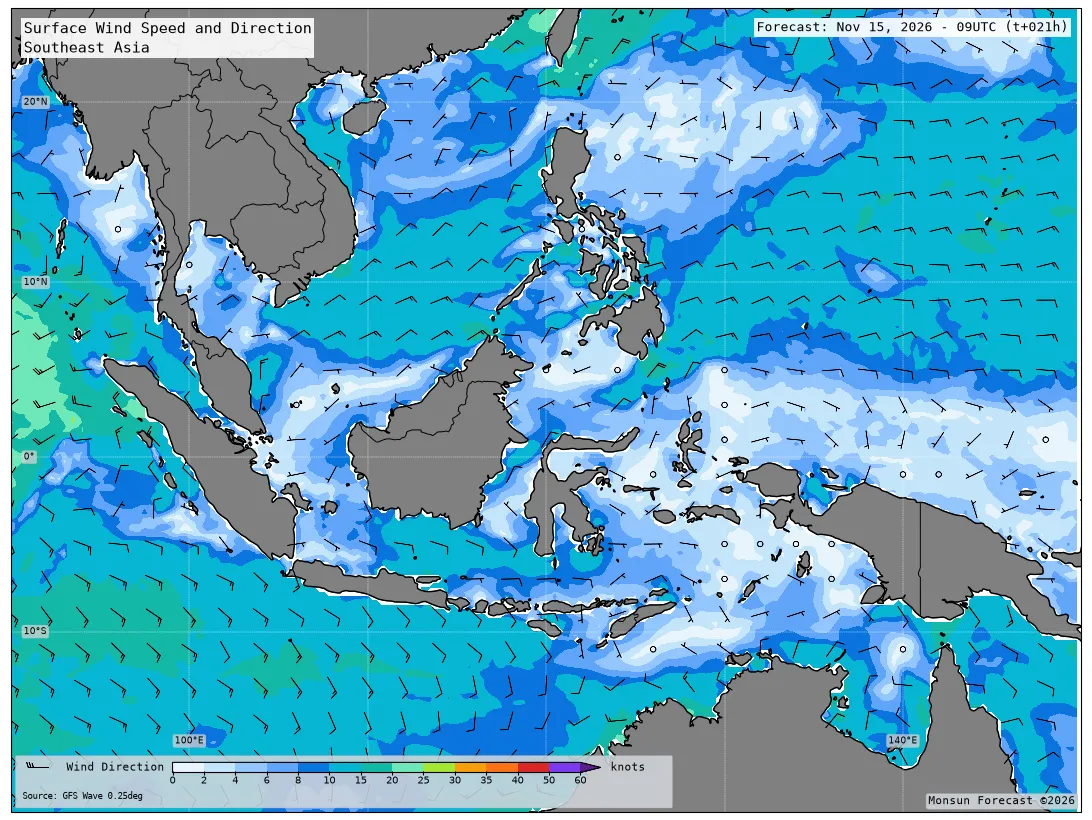 Surface Wind Speed and Direction
Southeast Asia
Forecast: Nov 15, 2026 - 09UTC (t+021h)
20°N
10°N
0°
10°S
100°E
140°E
Wind Direction
0 2 4 6 8 10 15 20 25 30 35 40 50 60
knots
Source: GFS Wave 0.25deg
Monsun Forecast ©2026